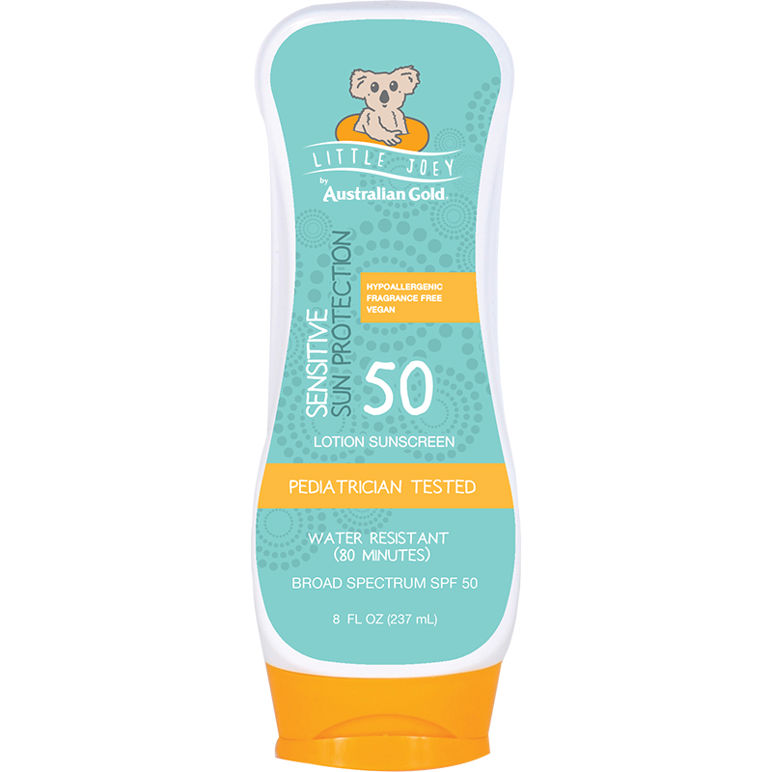 LITTLE JOEY
by
Australian Gold®
HYPOALLERGENIC
FRAGRANCE FREE
VEGAN
SENSITIVE
SUN PROTECTION
50
LOTION SUNSCREEN
PEDIATRICIAN TESTED
WATER RESISTANT
(80 MINUTES)
BROAD SPECTRUM SPF 50
8 FL OZ (237 mL)